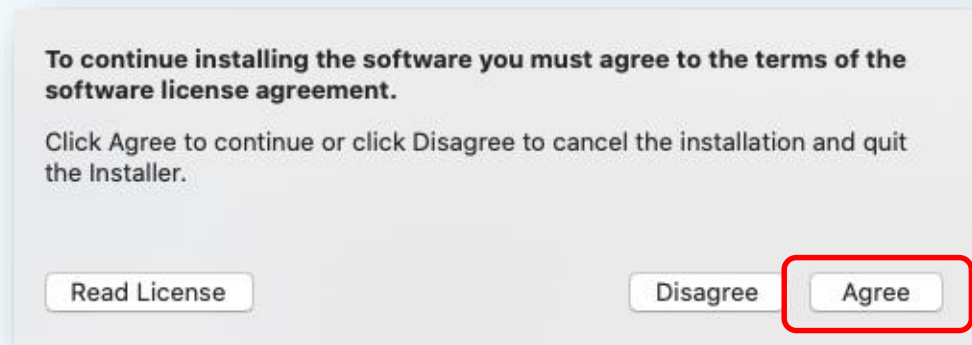 To continue installing the software you must agree to the terms of the
software license agreement.
Click Agree to continue or click Disagree to cancel the installation and quit
the Installer.
Read License
Disagree
Agree